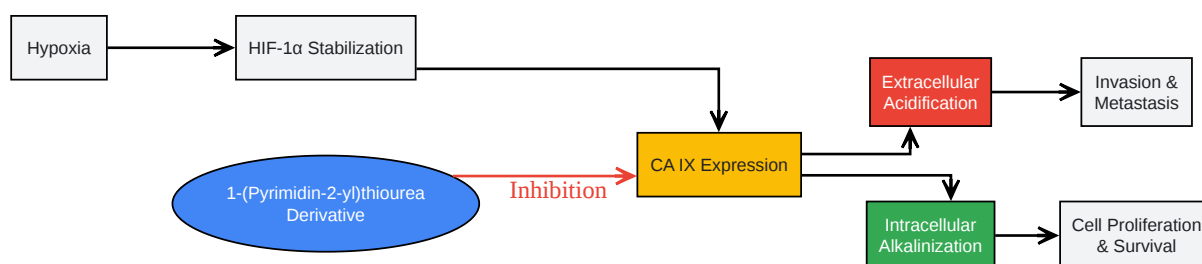 Hypoxia
HIF-1α Stabilization
Extracellular
Acidification
Invasion &
Metastasis
CA IX Expression
1-(Pyrimidin-2-yl)thiourea
Derivative
Inhibition
Intracellular
Alkalinization
Cell Proliferation
& Survival